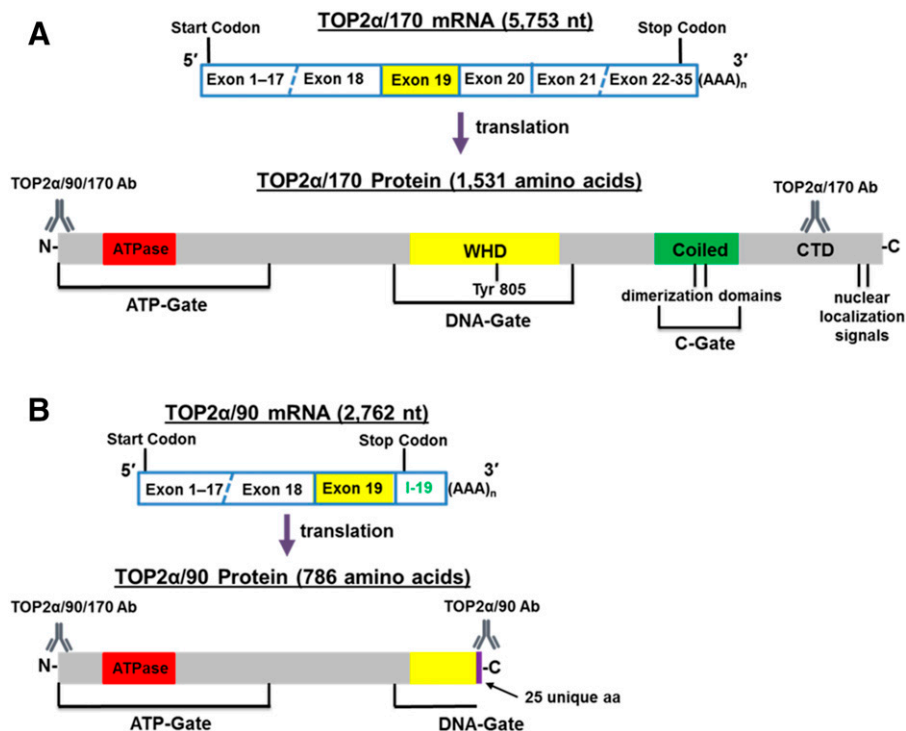 A
TOP2α/170 mRNA (5,753 nt)
Start Codon
Stop Codon
5′
3′
Exon 1–17
Exon 18
Exon 19
Exon 20
Exon 21
Exon 22-35
(AAA)n
translation
TOP2α/170 Protein (1,531 amino acids)
TOP2α/90/170 Ab
TOP2α/170 Ab
N-
ATPase
WHD
Coiled
CTD
-C
Tyr 805
ATP-Gate
DNA-Gate
dimerization domains
C-Gate
nuclear
localization
signals
B
TOP2α/90 mRNA (2,762 nt)
Start Codon
Stop Codon
5′
3′
Exon 1–17
Exon 18
Exon 19
I-19
(AAA)n
translation
TOP2α/90 Protein (786 amino acids)
TOP2α/90/170 Ab
TOP2α/90 Ab
N-
ATPase
-C
25 unique aa
ATP-Gate
DNA-Gate